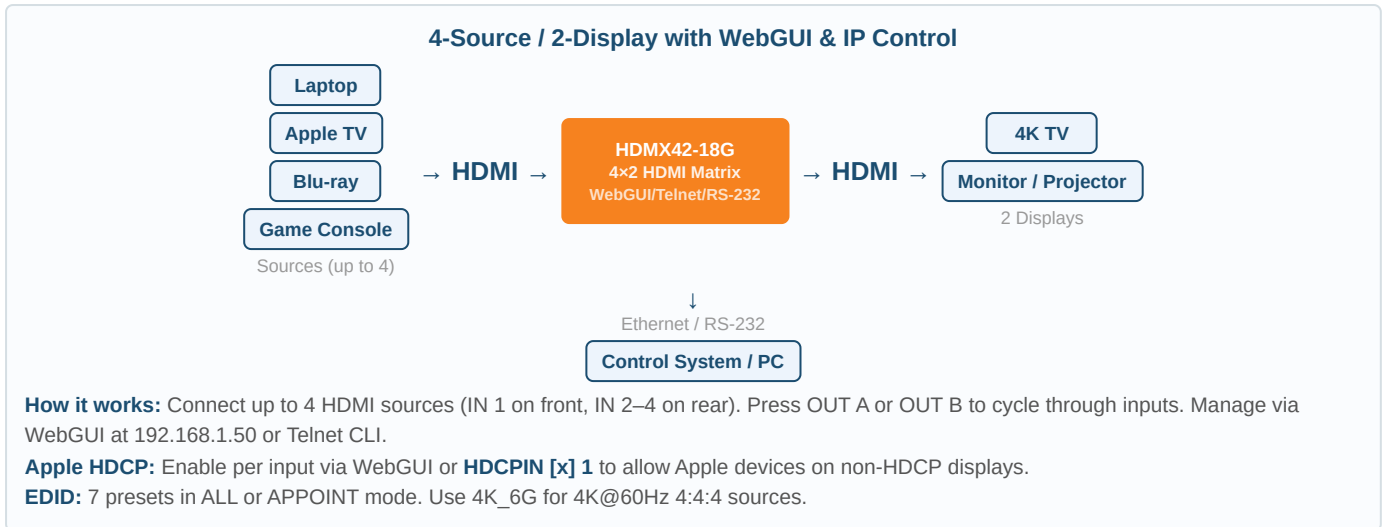 4-Source / 2-Display with WebGUI & IP Control
Laptop
Apple TV
Blu-ray
Game Console
Sources (up to 4)
→ HDMI →
HDMX42-18G
4×2 HDMI Matrix
WebGUI/Telnet/RS-232
→ HDMI →
4K TV
Monitor / Projector
2 Displays
↓
Ethernet / RS-232
Control System / PC
How it works: Connect up to 4 HDMI sources (IN 1 on front, IN 2–4 on rear). Press OUT A or OUT B to cycle through inputs. Manage via
WebGUI at 192.168.1.50 or Telnet CLI.
Apple HDCP: Enable per input via WebGUI or HDCPIN [x] 1 to allow Apple devices on non-HDCP displays.
EDID: 7 presets in ALL or APPOINT mode. Use 4K_6G for 4K@60Hz 4:4:4 sources.